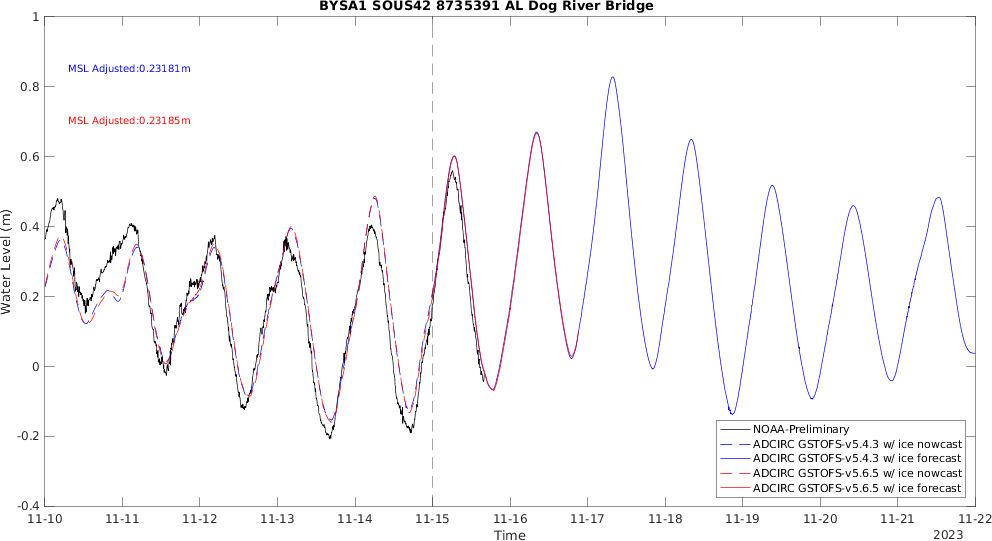 BYSA1 SOUS42 8735391 AL Dog River Bridge
1
0.8
0.6
0.4
0.2
0
-0.2
-0.4
Water Level (m)
MSL Adjusted:0.23181m
MSL Adjusted:0.23185m
NOAA-Preliminary
ADCIRC GSTOFS-v5.4.3 w/ ice nowcast
ADCIRC GSTOFS-v5.4.3 w/ ice forecast
ADCIRC GSTOFS-v5.6.5 w/ ice nowcast
ADCIRC GSTOFS-v5.6.5 w/ ice forecast
11-10 11-11 11-12 11-13 11-14 11-15 11-16 11-17 11-18 11-19 11-20 11-21 11-22
Time
2023